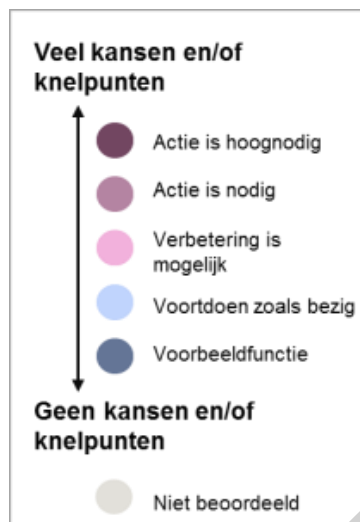 Veel kansen en/of
knelpunten
Actie is hoognodig
Actie is nodig
Verbetering is
mogelijk
Voortdoen zoals bezig
Voorbeeldfunctie
Geen kansen en/of
knelpunten
Niet beoordeeld